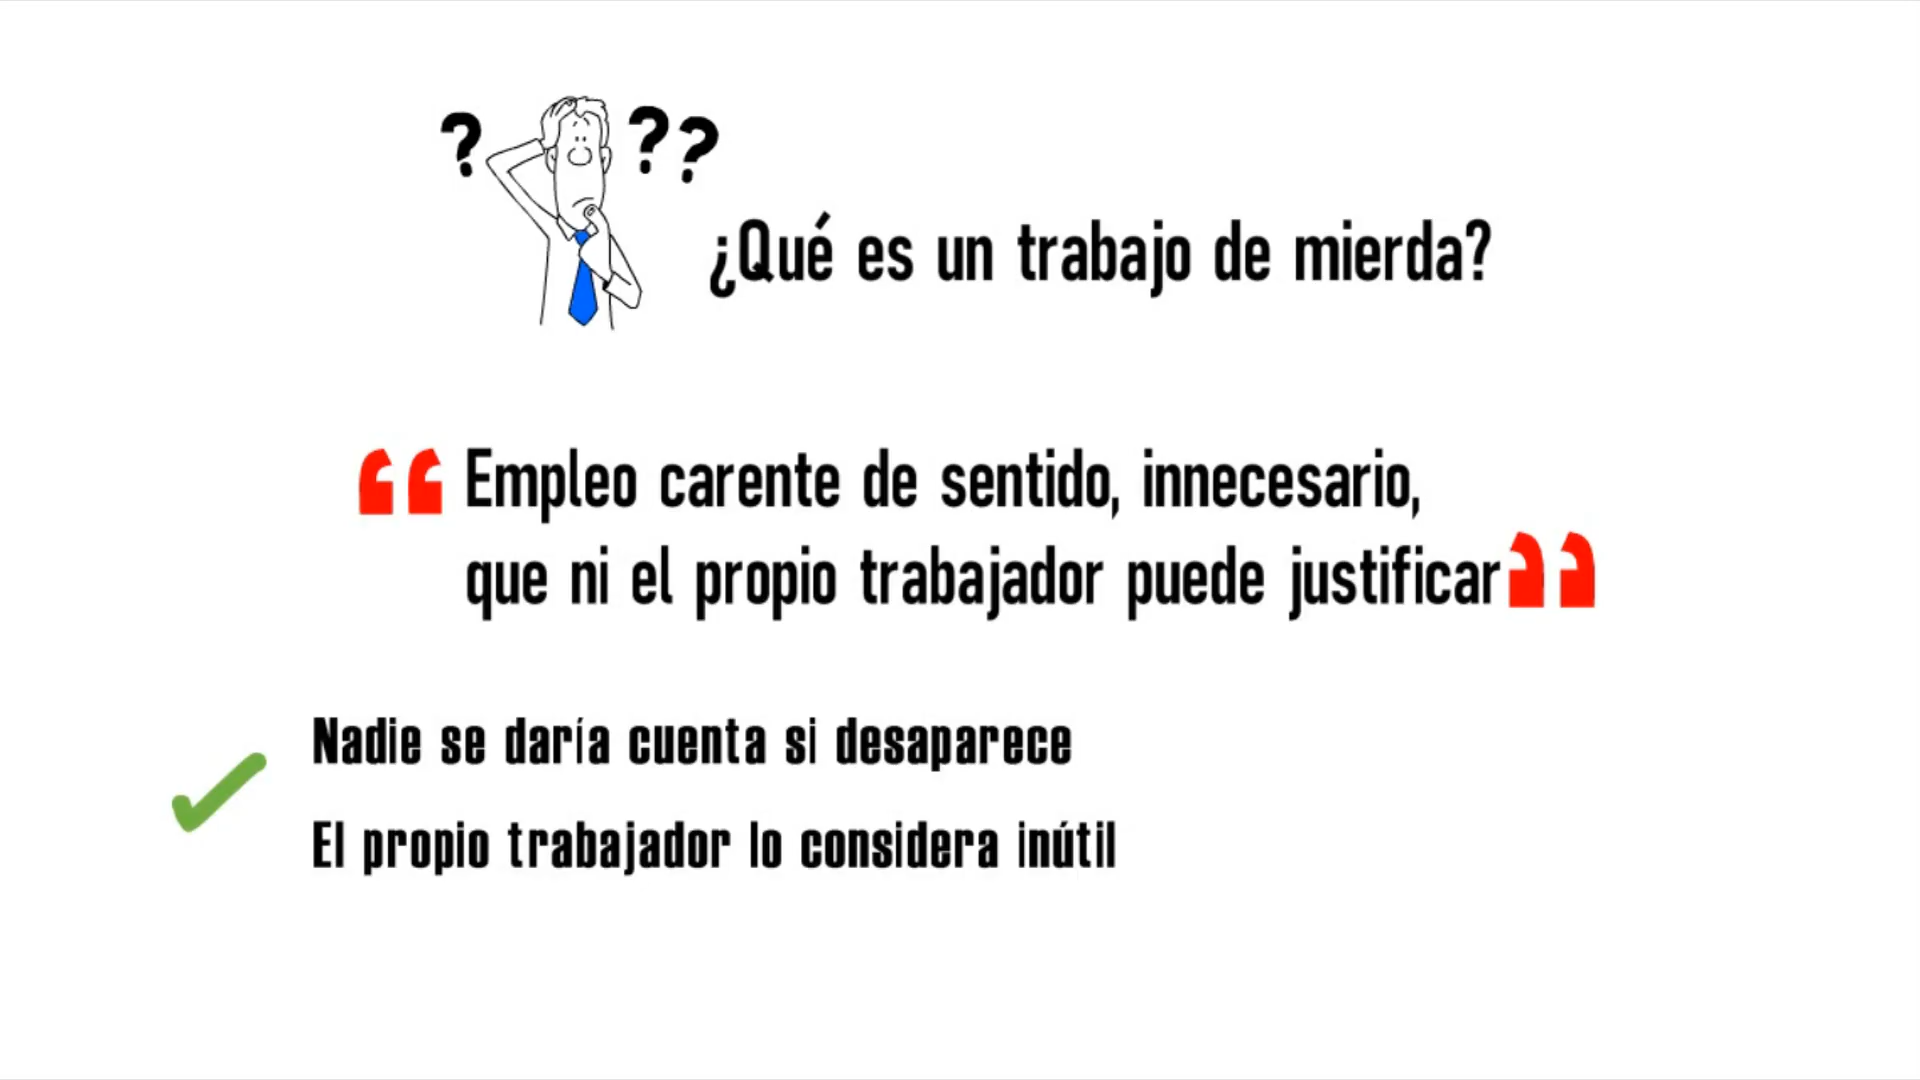 ? ??
¿Qué es un trabajo de mierda?
“Empleo carente de sentido, innecesario,
que ni el propio trabajador puede justificar”
Nadie se daría cuenta si desaparece
El propio trabajador lo considera inútil